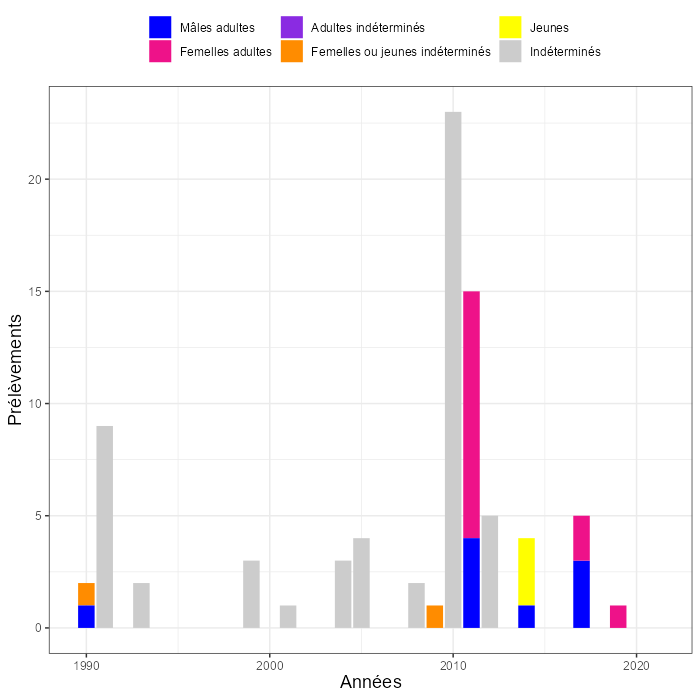 Mâles adultes
Adultes indéterminés
Jeunes
Femelles adultes
Femelles ou jeunes indéterminés
Indéterminés
Prélèvements
20
15
10
5
0
1990
2000
2010
2020
Années